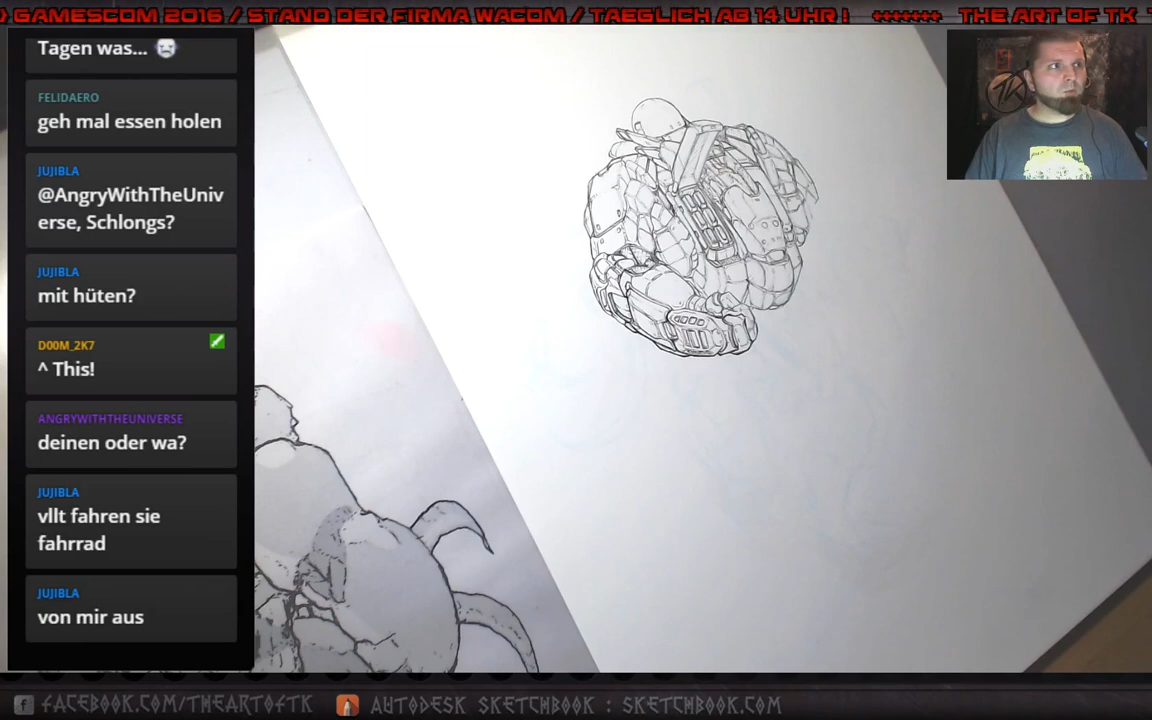 GAMESCOM 2016 / STAND DER FIRMA WACOM / TAEGLICH AB 14 UHR ! +++++++ THE ART OF TK
Tagen was...
FELIDAERO
geh mal essen holen
JUJIBLA
@AngryWithTheUniv
erse, Schlongs?
JUJIBLA
mit hüten?
D00M_2K7
^ This!
ANGRYWITHTHEUNIVERSE
deinen oder wa?
JUJIBLA
vllt fahren sie
fahrrad
JUJIBLA
von mir aus
TK
FACEBOOK.COM/THEARTOFTK AUTODESK SKETCHBOOK : SKETCHBOOK.COM